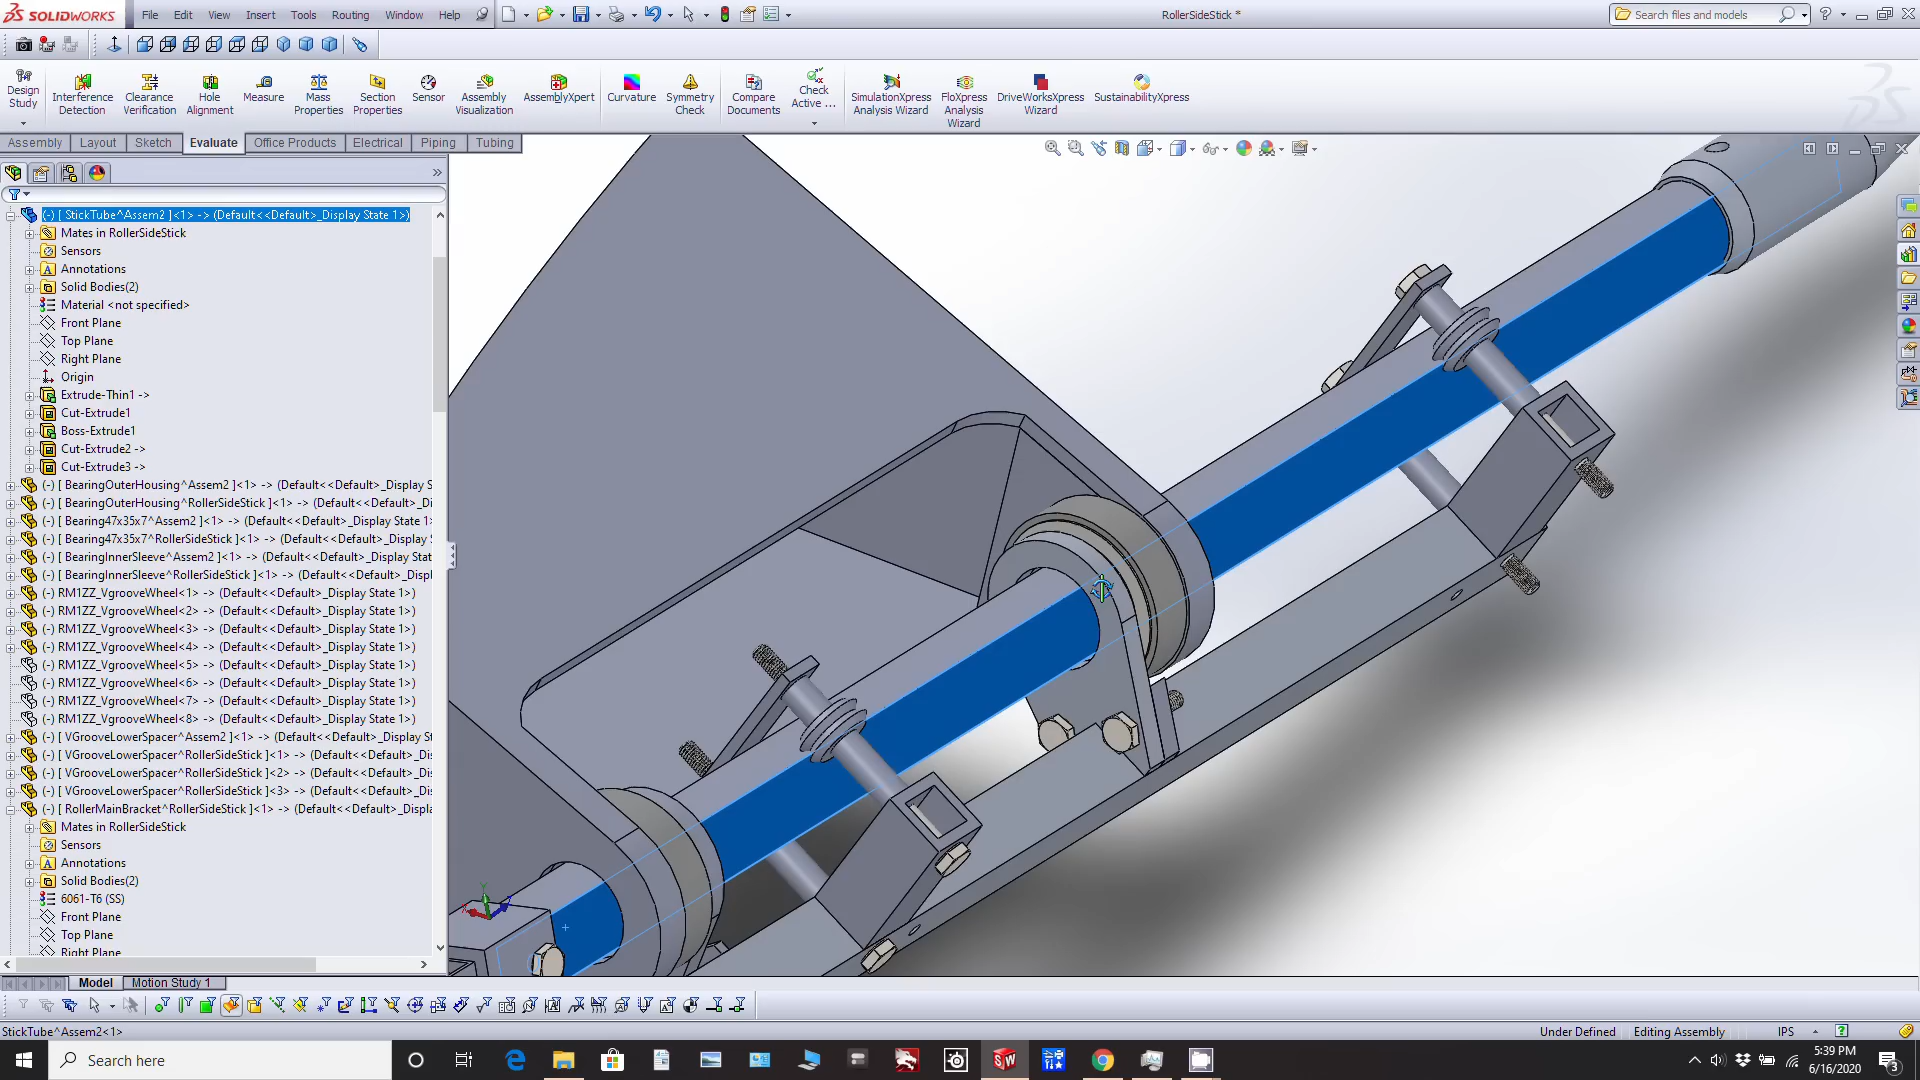 SOLIDWORKS
File Edit View Insert Tools Routing Window Help
RollerSideStick *
Search files and models
Design Study
Interference Detection
Clearance Verification
Hole Alignment
Measure
Mass Properties
Section Properties
Sensor
Assembly Visualization
AssemblyXpert
Curvature
Symmetry Check
Compare Documents
Check Active ...
SimulationXpress Analysis Wizard
FloXpress Analysis Wizard
DriveWorksXpress Wizard
SustainabilityXpress
Assembly Layout Sketch Evaluate Office Products Electrical Piping Tubing
(-) [ StickTube^Assem2 ]<1> -> (Default<<Default>_Display State 1>)
Mates in RollerSideStick
Sensors
Annotations
Solid Bodies(2)
Material <not specified>
Front Plane
Top Plane
Right Plane
Origin
Extrude-Thin1 ->
Cut-Extrude1
Boss-Extrude1
Cut-Extrude2 ->
Cut-Extrude3 ->
(-) [ BearingOuterHousing^Assem2 ]<1> -> (Default<<Default>_Display S
(-) [ BearingOuterHousing^RollerSideStick ]<1> -> (Default<<Default>_Di
(-) [ Bearing47x35x7^Assem2 ]<1> -> (Default<<Default>_Display State 1>
(-) [ Bearing47x35x7^RollerSideStick ]<1> -> (Default<<Default>_Display
(-) [ BearingInnerSleeve^Assem2 ]<1> -> (Default<<Default>_Display Stat
(-) [ BearingInnerSleeve^RollerSideStick ]<1> -> (Default<<Default>_Displ
(-) RM1ZZ_VgrooveWheel<1> -> (Default<<Default>_Display State 1>)
(-) RM1ZZ_VgrooveWheel<2> -> (Default<<Default>_Display State 1>)
(-) RM1ZZ_VgrooveWheel<3> -> (Default<<Default>_Display State 1>)
(-) RM1ZZ_VgrooveWheel<4> -> (Default<<Default>_Display State 1>)
(-) RM1ZZ_VgrooveWheel<5> -> (Default<<Default>_Display State 1>)
(-) RM1ZZ_VgrooveWheel<6> -> (Default<<Default>_Display State 1>)
(-) RM1ZZ_VgrooveWheel<7> -> (Default<<Default>_Display State 1>)
(-) RM1ZZ_VgrooveWheel<8> -> (Default<<Default>_Display State 1>)
(-) [ VGrooveLowerSpacer^Assem2 ]<1> -> (Default<<Default>_Display St
(-) [ VGrooveLowerSpacer^RollerSideStick ]<1> -> (Default<<Default>_Dis
(-) [ VGrooveLowerSpacer^RollerSideStick ]<2> -> (Default<<Default>_Dis
(-) [ VGrooveLowerSpacer^RollerSideStick ]<3> -> (Default<<Default>_Dis
(-) [ RollerMainBracket^RollerSideStick ]<1> -> (Default<<Default>_Displa
Mates in RollerSideStick
Sensors
Annotations
Solid Bodies(2)
6061-T6 (SS)
Front Plane
Top Plane
Right Plane
Model Motion Study 1
StickTube^Assem2<1>
Under Defined Editing Assembly IPS
Search here
5:39 PM
6/16/2020
3